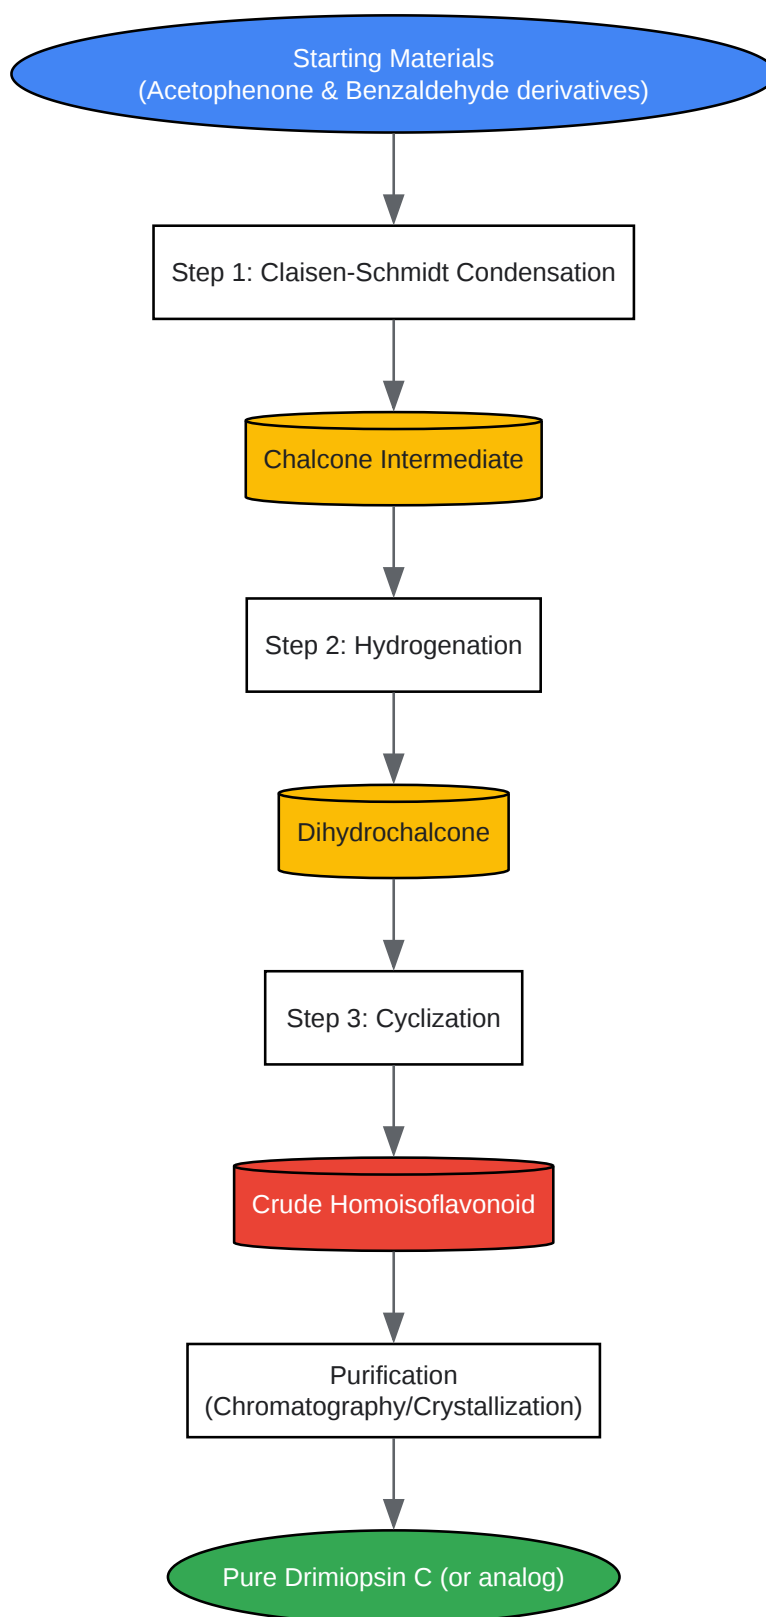 Starting Materials
(Acetophenone & Benzaldehyde derivatives)
Step 1: Claisen-Schmidt Condensation
Chalcone Intermediate
Step 2: Hydrogenation
Dihydrochalcone
Step 3: Cyclization
Crude Homoisoflavonoid
Purification
(Chromatography/Crystallization)
Pure Drimiopsin C (or analog)